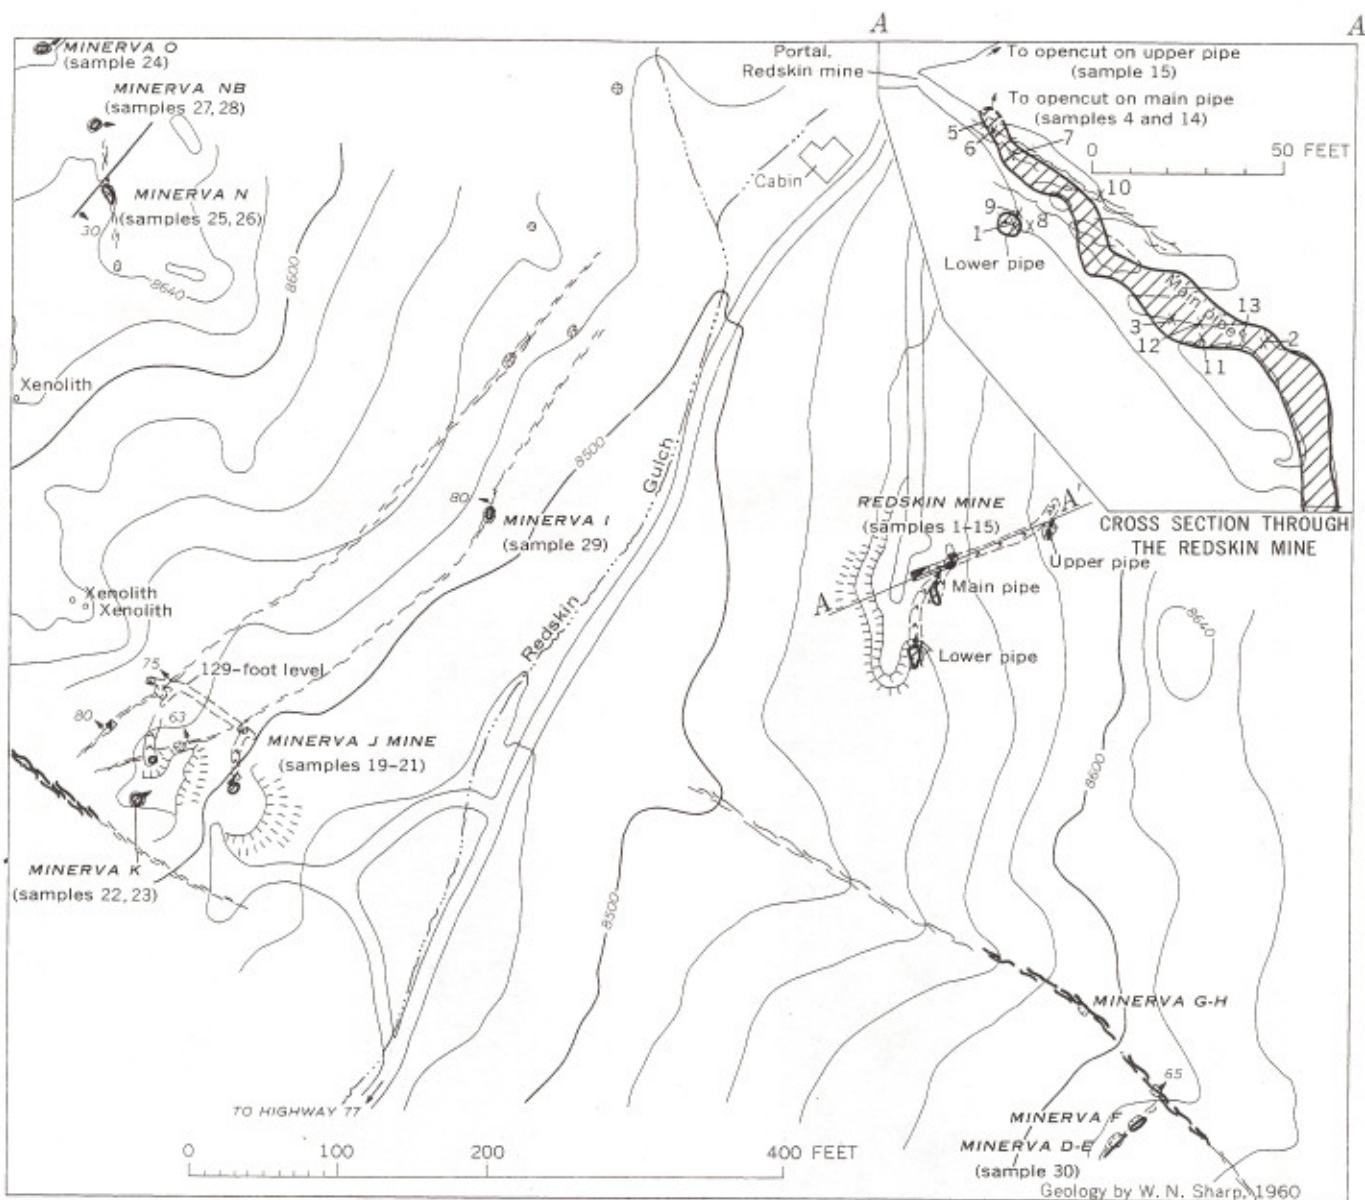 A
A
MINERVA O
(sample 24)
MINERVA NB
(samples 27, 28)
MINERVA N
(samples 25, 26)
30
8640
8600
Xenolith
Xenolith
Xenolith
Portal,
Redskin mine
Cabin
To opencut on upper pipe
(sample 15)
To opencut on main pipe
(samples 4 and 14)
5
6
7
0 50 FEET
10
9
8
1
Lower pipe
Main pipes
13
3
2
12
11
CROSS SECTION THROUGH
THE REDSKIN MINE
8500
Gulch
Redskin
80
MINERVA I
(sample 29)
REDSKIN MINE
(samples 1-15)
A'
Upper pipe
Main pipe
A
Lower pipe
8640
75
129-foot level
80
63
MINERVA J MINE
(samples 19-21)
MINERVA K
(samples 22, 23)
8600
8500
MINERVA G-H
65
MINERVA F
MINERVA D-E
(sample 30)
TO HIGHWAY 77
0 100 200 400 FEET
Geology by W. N. Sharp, 1960